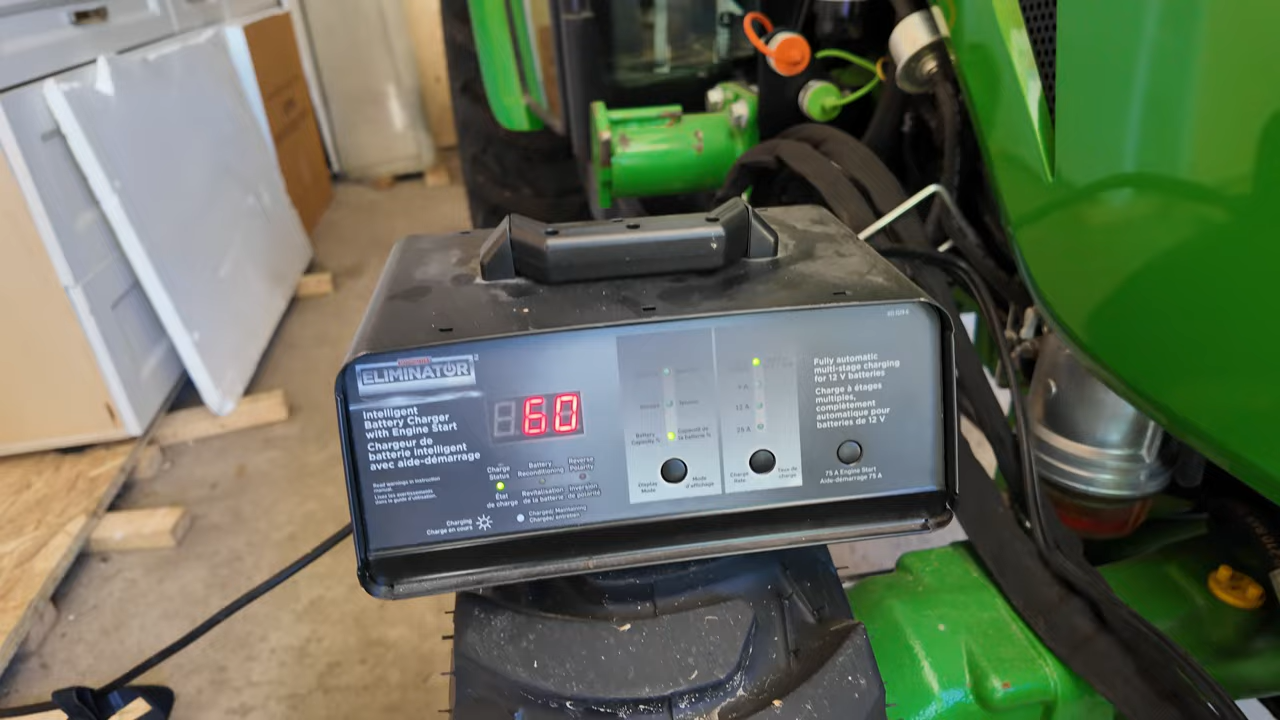 ELIMINATOR
Intelligent
Battery Charger
with Engine Start
Chargeur de
batterie intelligent
avec aide-démarrage
Read warnings in instruction
60
Charge
Status
État
de charge
Battery
Reconditioning
Revitalisation
de la batterie
Reverse
Polarity
Inversion
de polarité
Charging
Charge en cours
Charged/Maintaining
Battery
Capacity %
Capacité de
la batterie %
Display
Mode
Mode
d'affichage
12 A
25 A
Charge
Rate
Taux de
charge
Fully automatic
multi-stage charging
for 12 V batteries
Charge à étages
multiples,
complètement
automatique pour
batteries de 12 V
75 A Engine Start
Aide-démarrage 75 A